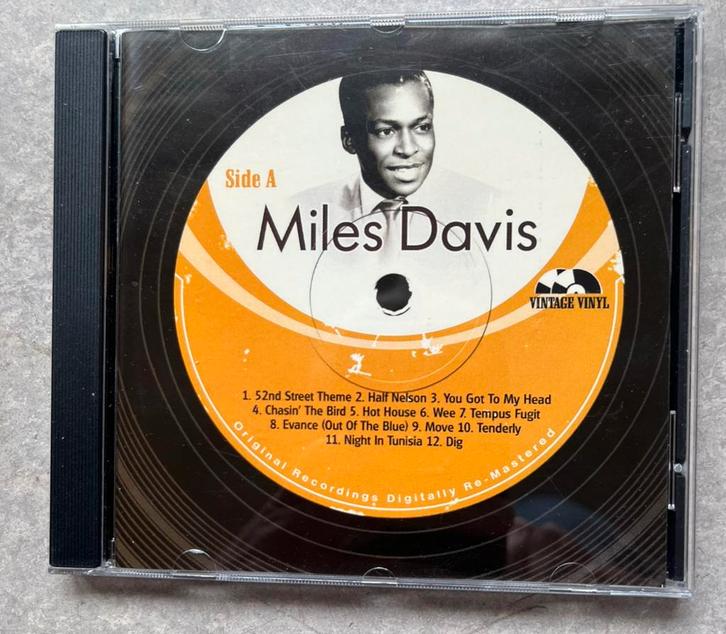 Side A
Miles Davis
VINTAGE VINYL
1. 52nd Street Theme 2. Half Nelson 3. You Got To My Head
4. Chasin' The Bird 5. Hot House 6. Wee 7. Tempus Fugit
8. Evance (Out Of The Blue) 9. Move 10. Tenderly
11. Night In Tunisia 12. Dig
Original Recordings Digitally Re-Mastered